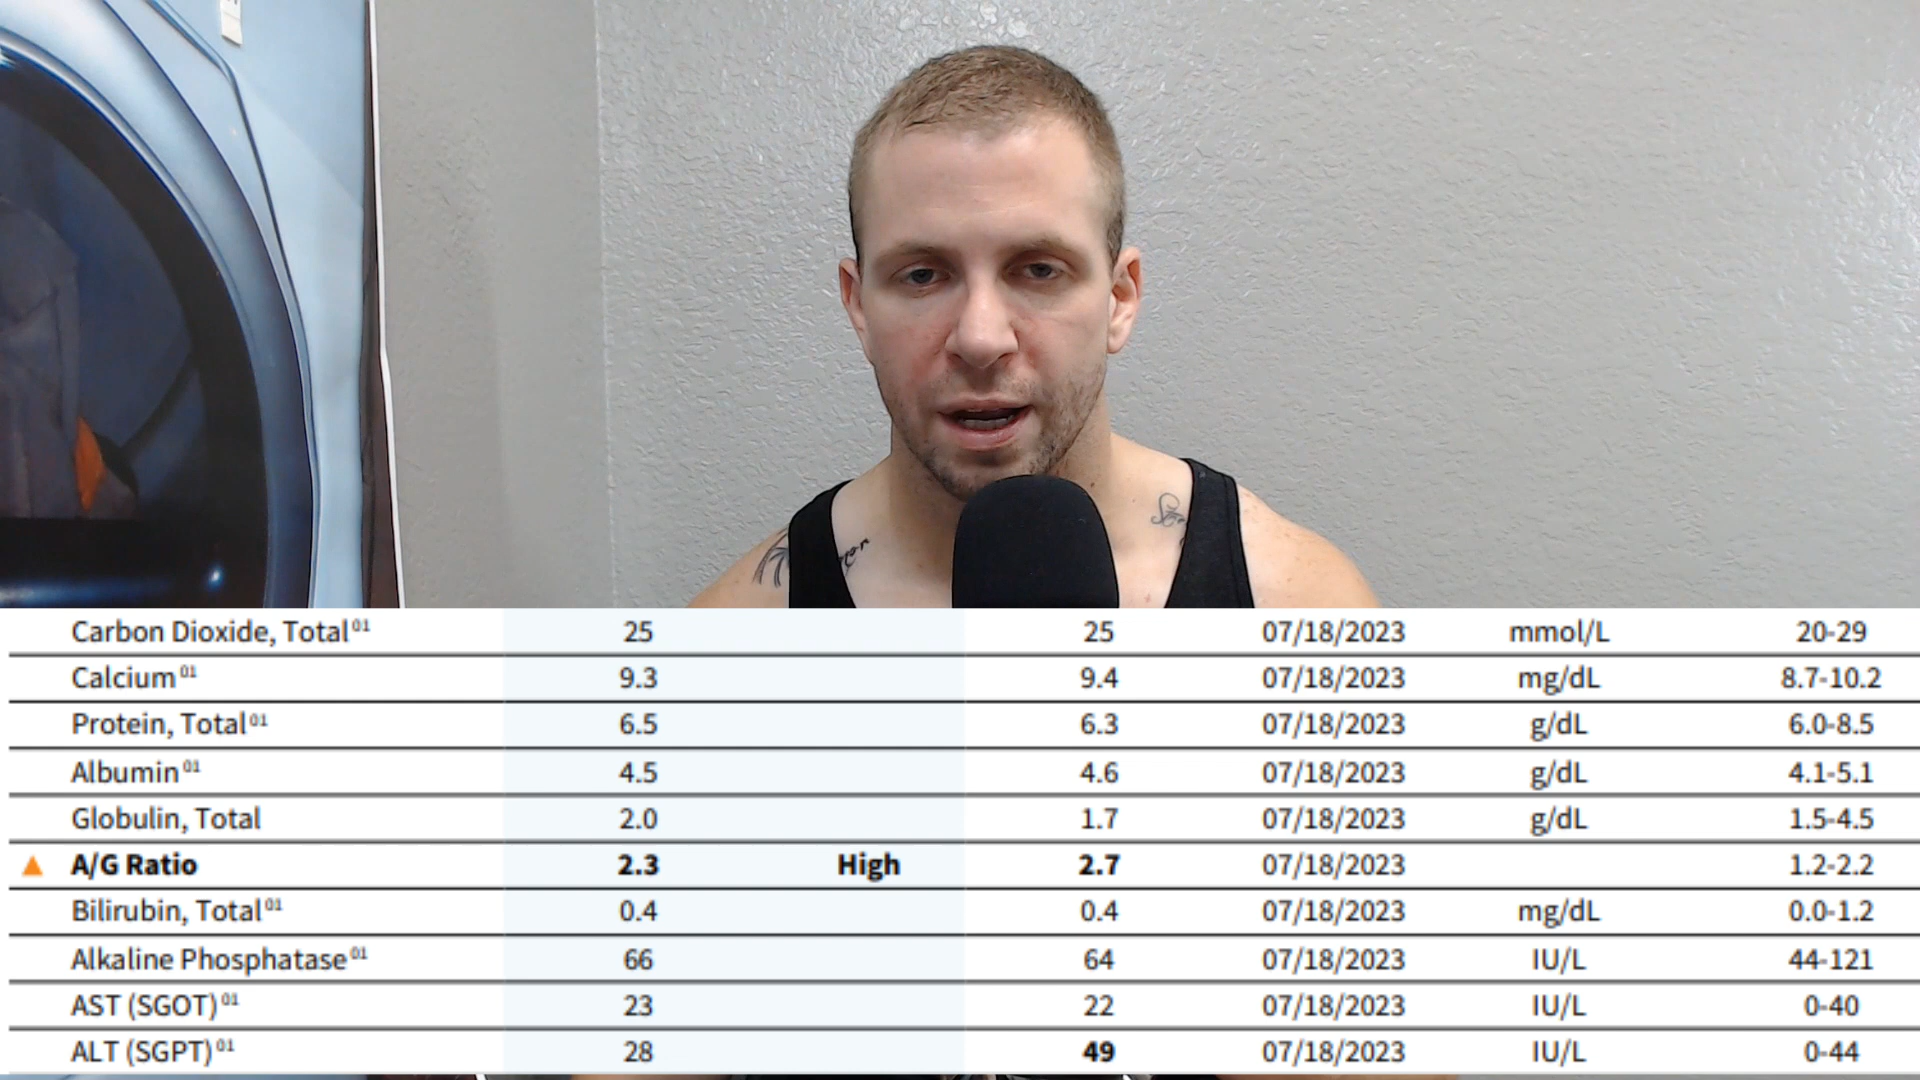 Carbon Dioxide, Total 01 25 25 07/18/2023 mmol/L 20-29
Calcium 01 9.3 9.4 07/18/2023 mg/dL 8.7-10.2
Protein, Total 01 6.5 6.3 07/18/2023 g/dL 6.0-8.5
Albumin 01 4.5 4.6 07/18/2023 g/dL 4.1-5.1
Globulin, Total 2.0 1.7 07/18/2023 g/dL 1.5-4.5
▲ A/G Ratio 2.3 High 2.7 07/18/2023 1.2-2.2
Bilirubin, Total 01 0.4 0.4 07/18/2023 mg/dL 0.0-1.2
Alkaline Phosphatase 01 66 64 07/18/2023 IU/L 44-121
AST (SGOT) 01 23 22 07/18/2023 IU/L 0-40
ALT (SGPT) 01 28 49 07/18/2023 IU/L 0-44